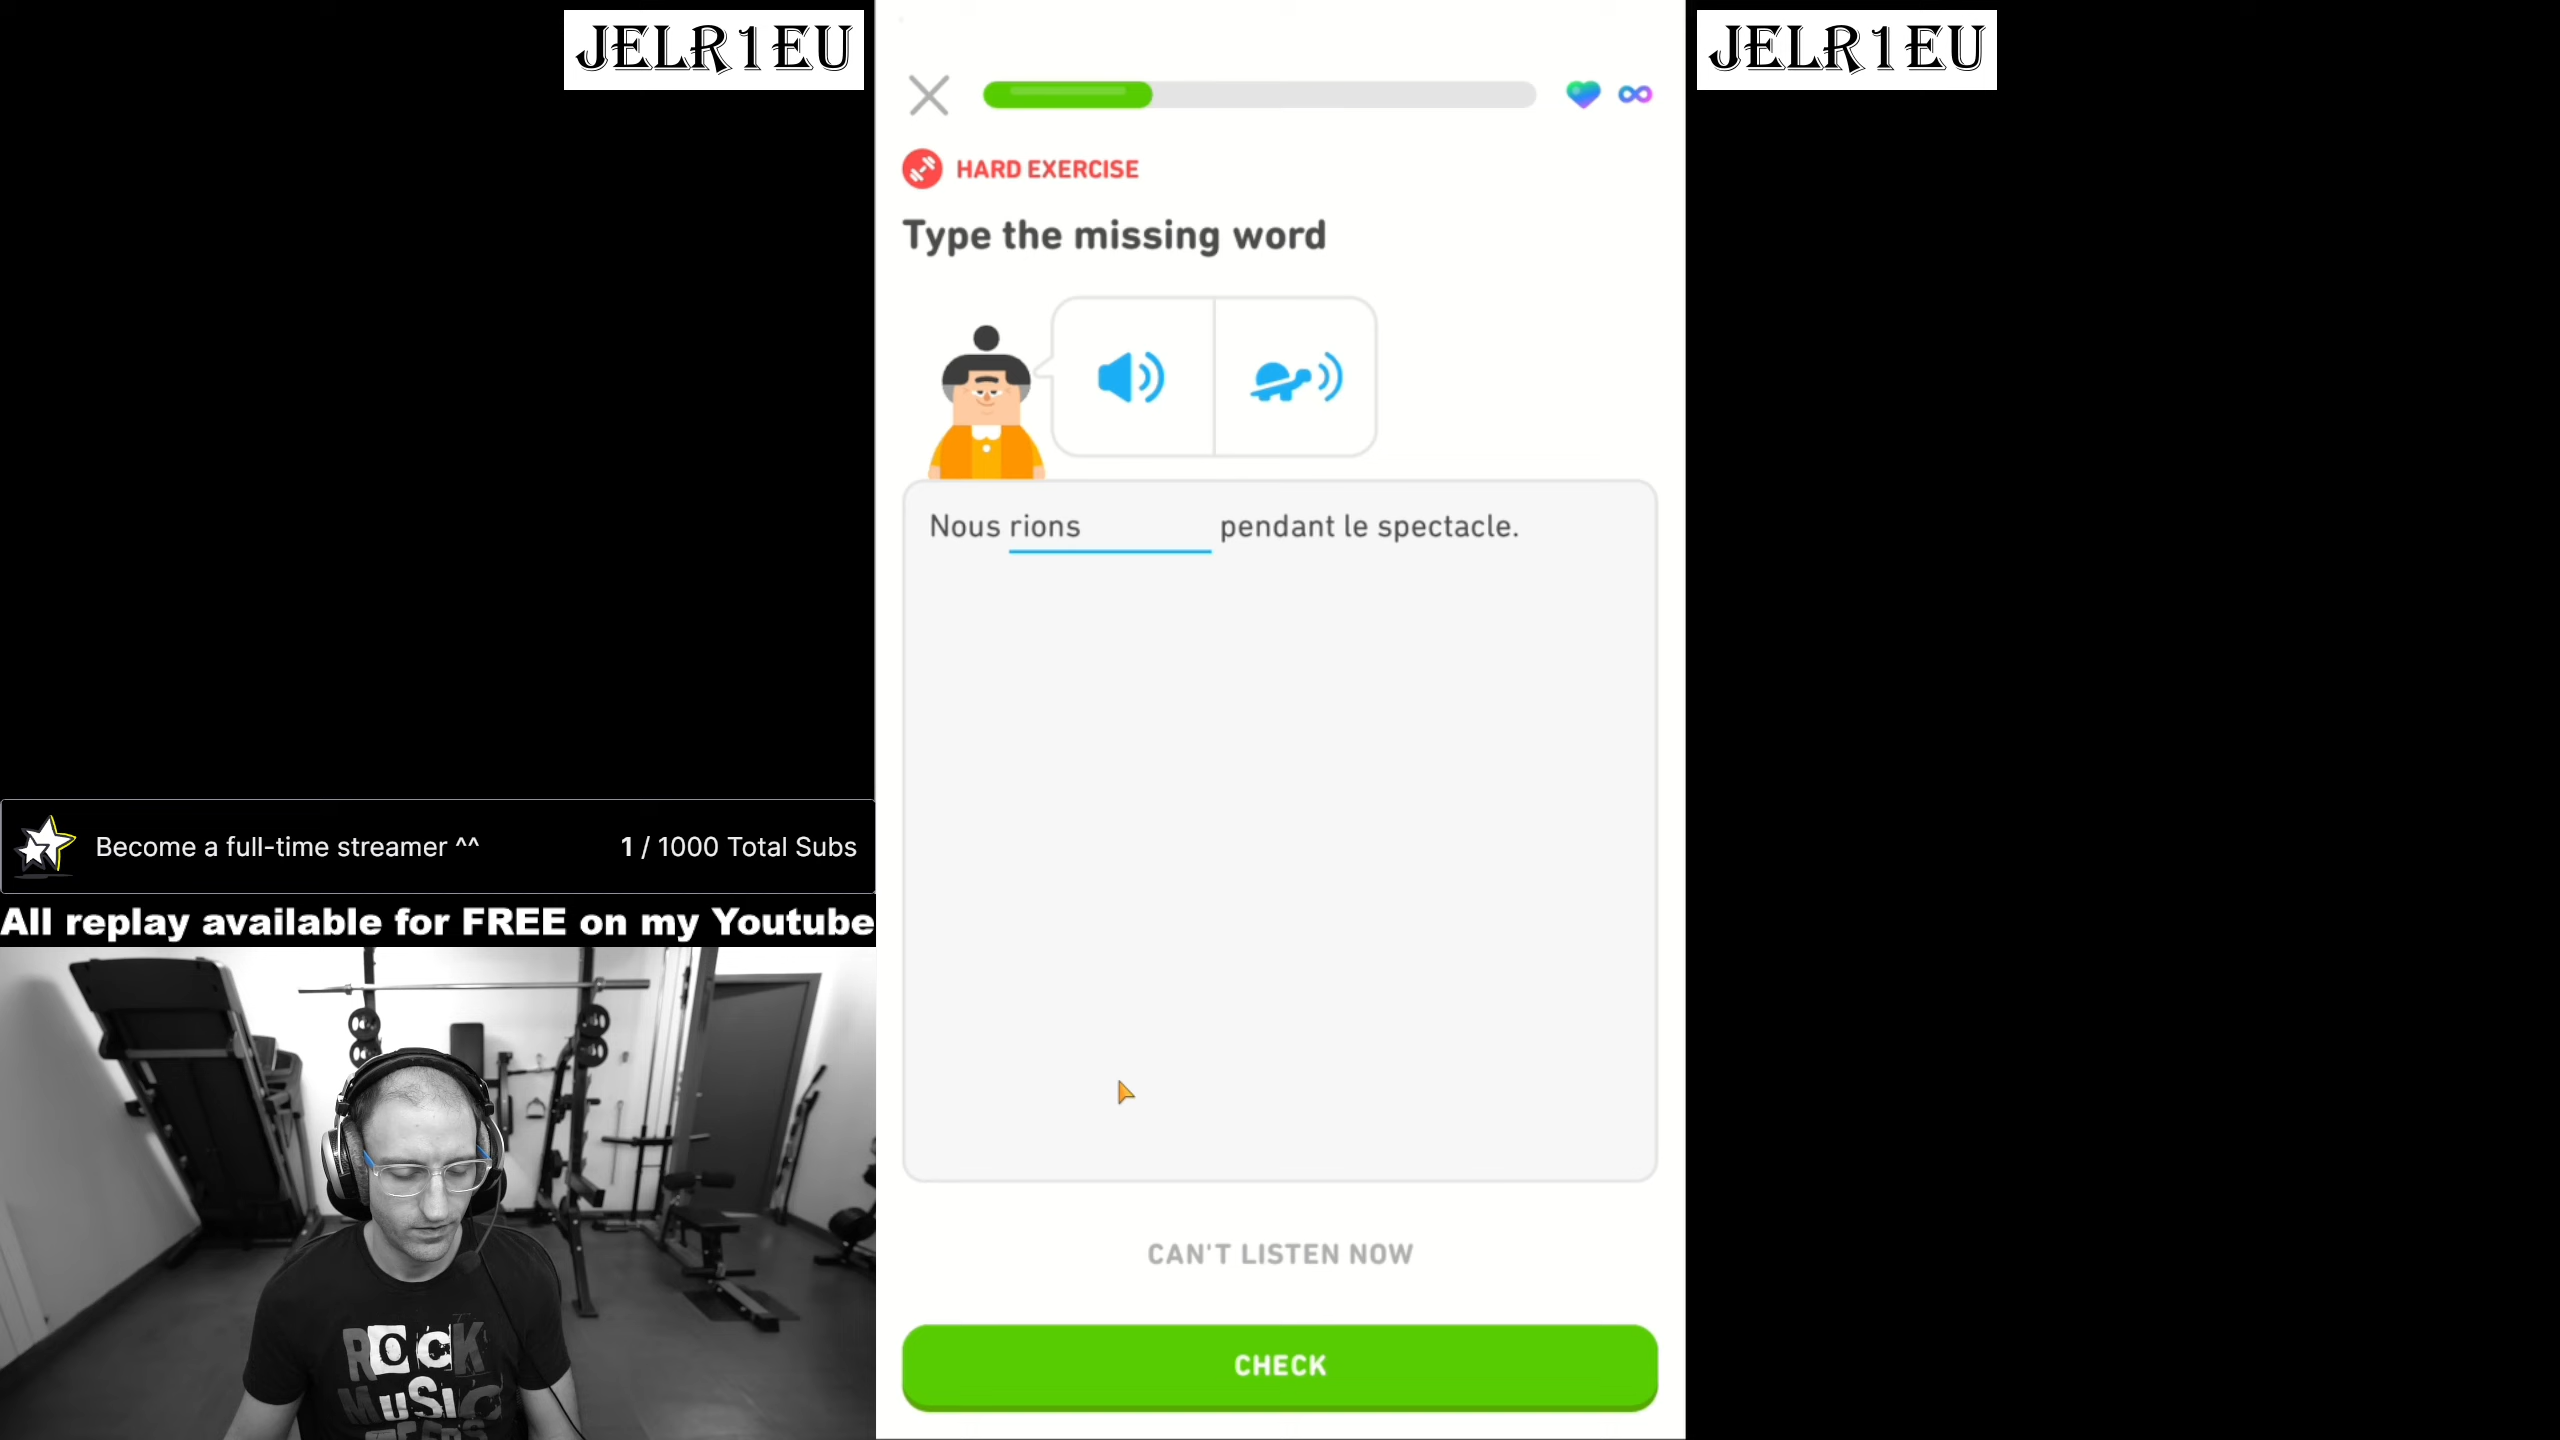 JELR1EU
JELR1EU
HARD EXERCISE
Type the missing word
Nous rions pendant le spectacle.
Become a full-time streamer ^^ 1 / 1000 Total Subs
All replay available for FREE on my Youtube
CAN'T LISTEN NOW
CHECK
ROCK
MUSIC